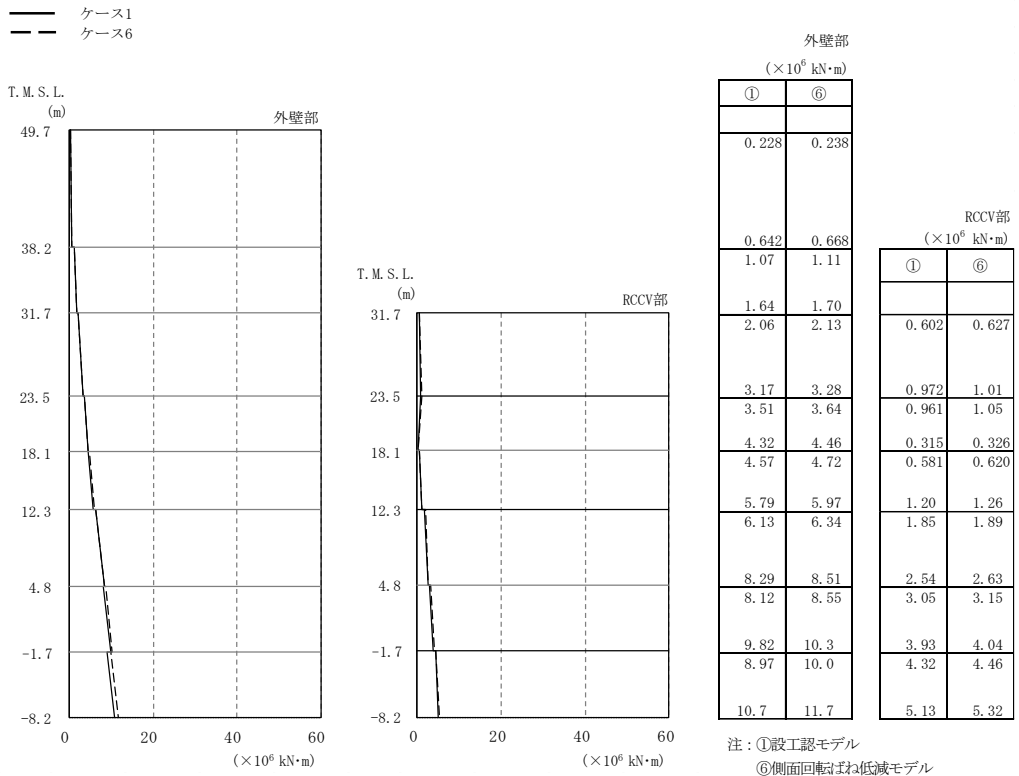 ケース1
ケース6
T.M.S.L.
(m)
外壁部
49.7
38.2
31.7
23.5
18.1
12.3
4.8
-1.7
-8.2
0 20 40 60
(×10⁶ kN・m)
T.M.S.L.
(m)
RCCV部
31.7
23.5
18.1
12.3
4.8
-1.7
-8.2
0 20 40 60
(×10⁶ kN・m)
外壁部
(×10⁶ kN・m)
① ⑥
0.228 0.238
0.642 0.668
1.07 1.11
1.64 1.70
2.06 2.13
3.17 3.28
3.51 3.64
4.32 4.46
4.57 4.72
5.79 5.97
6.13 6.34
8.29 8.51
8.12 8.55
9.82 10.3
8.97 10.0
10.7 11.7
RCCV部
(×10⁶ kN・m)
① ⑥
0.602 0.627
0.972 1.01
0.961 1.05
0.315 0.326
0.581 0.620
1.20 1.26
1.85 1.89
2.54 2.63
3.05 3.15
3.93 4.04
4.32 4.46
5.13 5.32
注：①設工認モデル
⑥側面回転ばね低減モデル